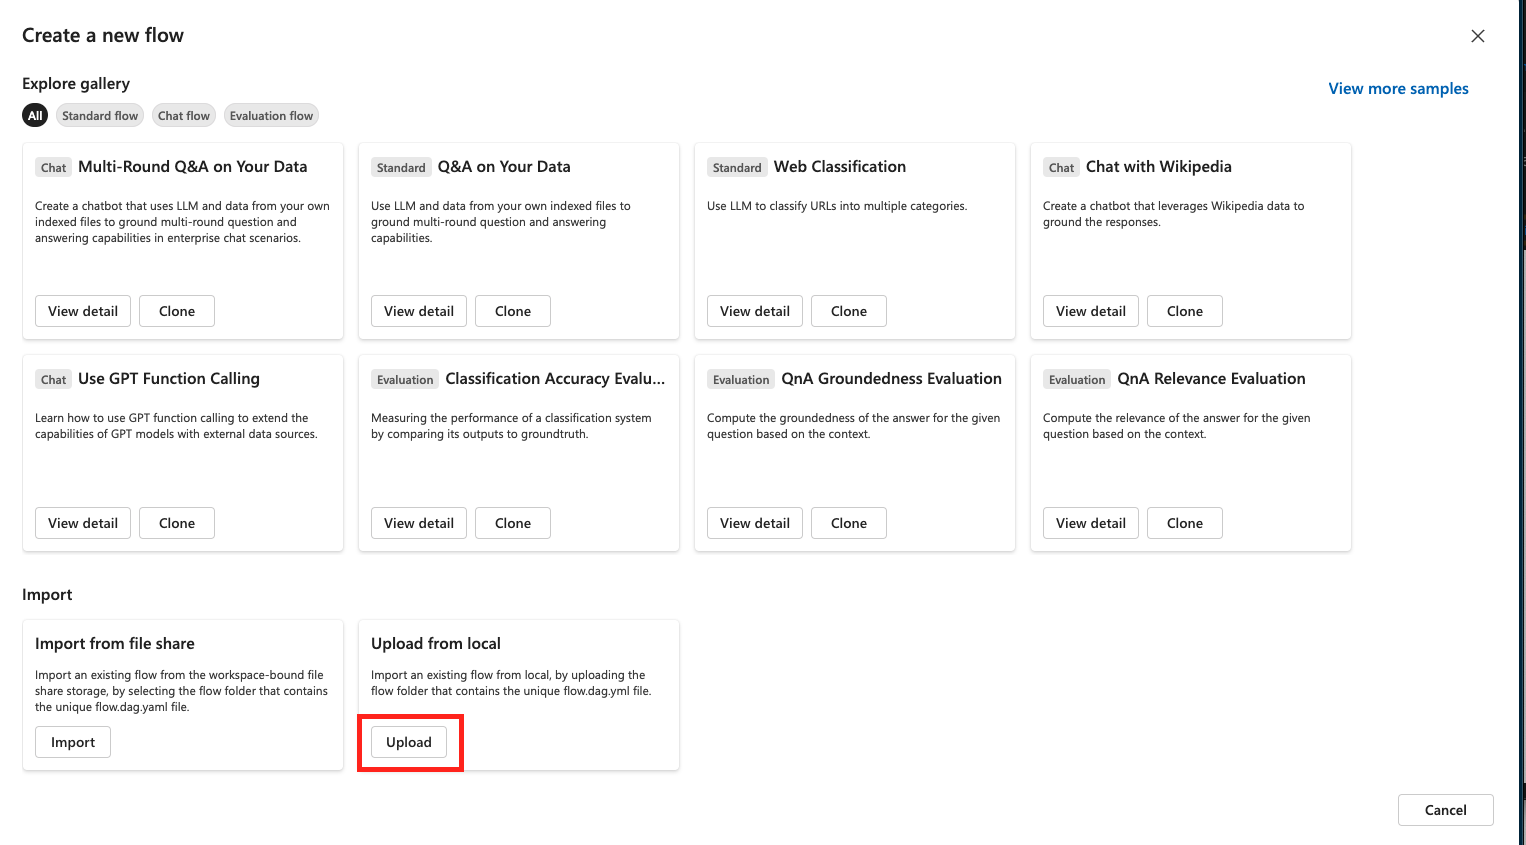 Create a new flow
Explore gallery
View more samples
All
Standard flow
Chat flow
Evaluation flow
Chat
Multi-Round Q&A on Your Data
Create a chatbot that uses LLM and data from your own
indexed files to ground multi-round question and
answering capabilities in enterprise chat scenarios.
View detail
Clone
Standard
Q&A on Your Data
Use LLM and data from your own indexed files to
ground multi-round question and answering
capabilities.
View detail
Clone
Standard
Web Classification
Use LLM to classify URLs into multiple categories.
View detail
Clone
Chat
Chat with Wikipedia
Create a chatbot that leverages Wikipedia data to
ground the responses.
View detail
Clone
Chat
Use GPT Function Calling
Learn how to use GPT function calling to extend the
capabilities of GPT models with external data sources.
View detail
Clone
Evaluation
Classification Accuracy Evalu...
Measuring the performance of a classification system
by comparing its outputs to groundtruth.
View detail
Clone
Evaluation
QnA Groundedness Evaluation
Compute the groundedness of the answer for the given
question based on the context.
View detail
Clone
Evaluation
QnA Relevance Evaluation
Compute the relevance of the answer for the given
question based on the context.
View detail
Clone
Import
Import from file share
Import an existing flow from the workspace-bound file
share storage, by selecting the flow folder that contains
the unique flow.dag.yaml file.
Import
Upload from local
Import an existing flow from local, by uploading the
flow folder that contains the unique flow.dag.yml file.
Upload
Cancel